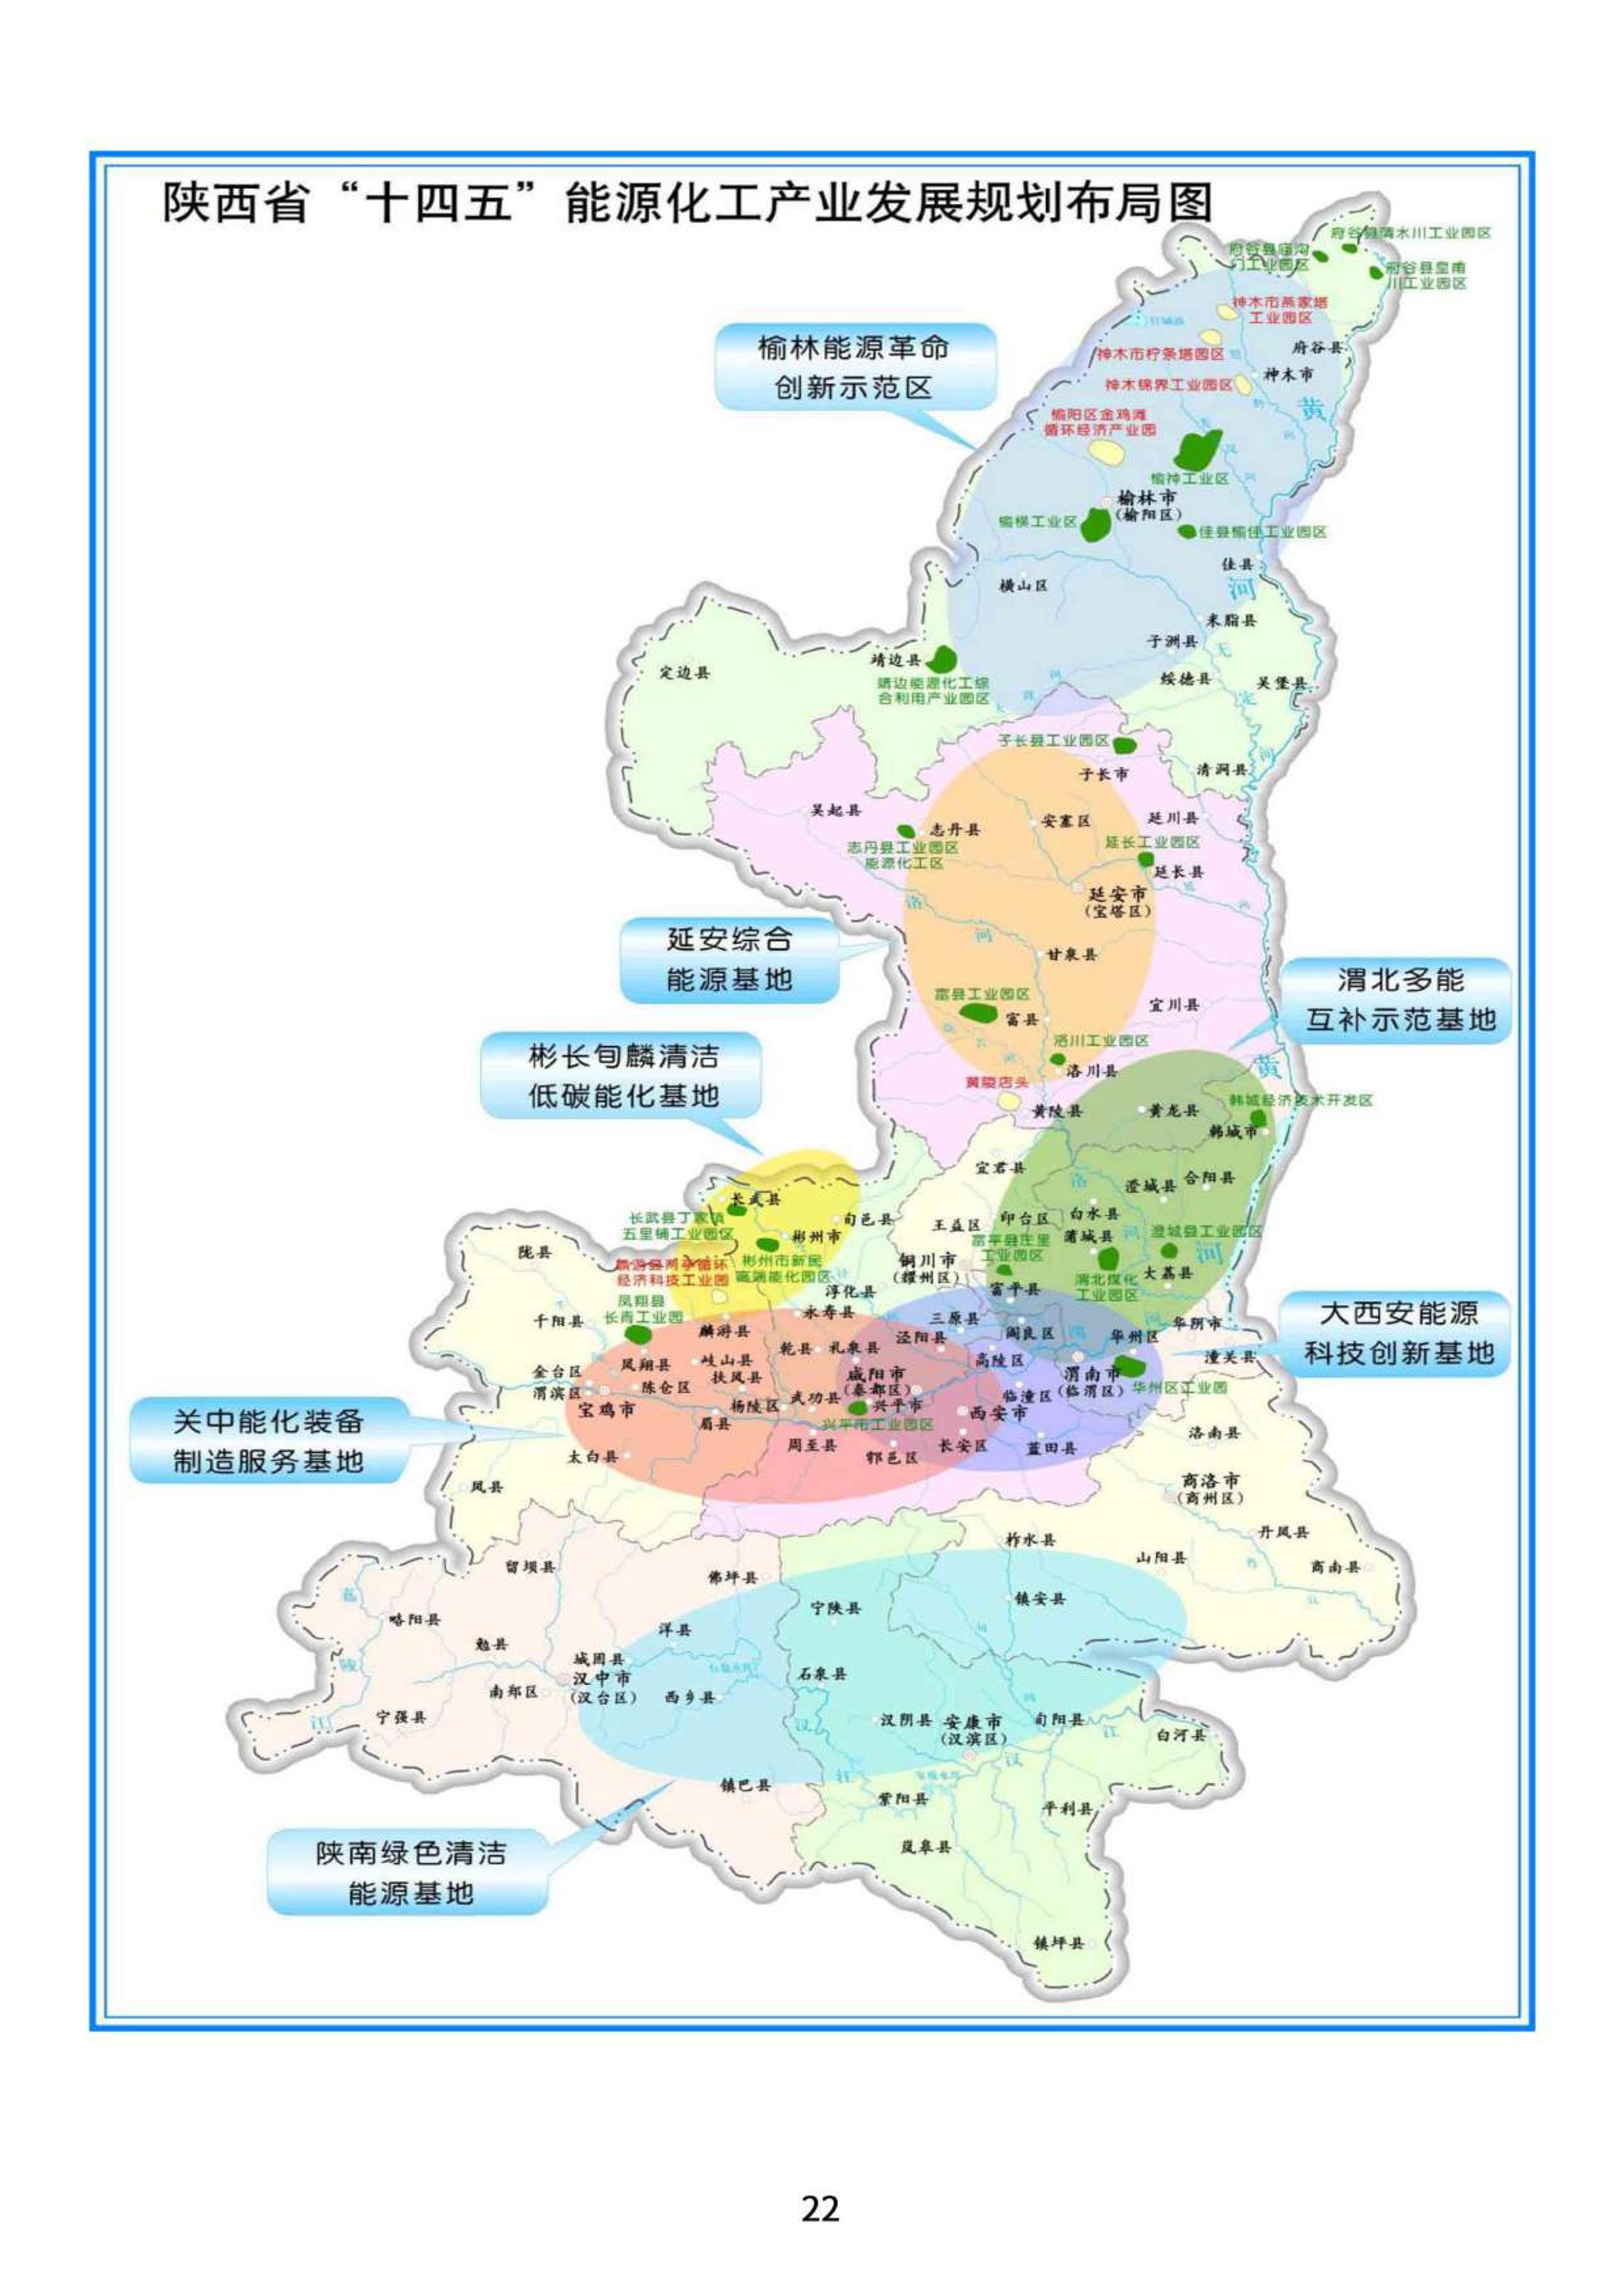 陕西省“十四五”能源化工产业发展规划布局图
府谷县清水川工业园区
府谷县庙沟
门工业园区
府谷县皇甫
川工业园区
神木市燕家塔
工业园区
榆林能源革命
创新示范区
府谷县
神木市柠条塔园区
神木市
神木锦界工业园区
黄
榆阳区金鸡滩
循环经济产业园
榆神工业区
榆林市
(榆阳区)
榆横工业区
佳县榆佳工业园区
佳县
横山区
河
米脂县
子洲县
无
靖边县
定边县
绥德县
吴堡县
靖边能源化工综
合利用产业园区
定
子长县工业园区
河
子长市
清涧县
吴起县
安塞区
延川县
志丹县
延长工业园区
志丹县工业园区
能源化工区
延长县
延安市
(宝塔区)
洛
河
延安综合
能源基地
甘泉县
渭北多能
互补示范基地
富县工业园区
宜川县
富县
洛川工业园区
彬长旬麟清洁
低碳能化基地
洛川县
黄
黄陵店头
韩城经济技术开发区
黄陵县
黄龙县
韩城市
宜君县
洛
澄城县
合阳县
长武县
长武县丁家镇
五里铺工业园区
旬邑县
王益区
印台区
白水县
彬州市
富平县庄里
工业园区
蒲城县
河
澄城县工业园区
河
陇县
麟游县两亭循环
经济科技工业园
彬州市新民
高端能化园区
铜川市
(耀州区)
渭北煤化
工业园区
大荔县
淳化县
富平县
凤翔县
长青工业园
永寿县
三原县
千阳县
麟游县
泾阳县
阎良区
渭
华州区
河
华阴市
大西安能源
科技创新基地
乾县
礼泉县
凤翔县
岐山县
高陵区
潼关县
金台区
扶风县
咸阳市
(秦都区)
渭南市
(临渭区)
渭滨区
陈仓区
武功县
临潼区
华州区工业园
宝鸡市
杨陵区
兴平市
西安市
关中能化装备
制造服务基地
眉县
兴平市工业园区
洛南县
周至县
长安区
蓝田县
太白县
鄠邑区
凤县
商洛市
(商州区)
丹凤县
柞水县
山阳县
商南县
留坝县
佛坪县
丹
江
嘉
镇安县
宁陕县
略阳县
洋县
勉县
旬
城固县
陵
汉中市
(汉台区)
石泉县
南郑区
西乡县
河
江
宁强县
汉
汉阴县
安康市
(汉滨区)
旬阳县
江
白河县
汉
江
镇巴县
紫阳县
平利县
陕南绿色清洁
能源基地
岚皋县
镇坪县
22